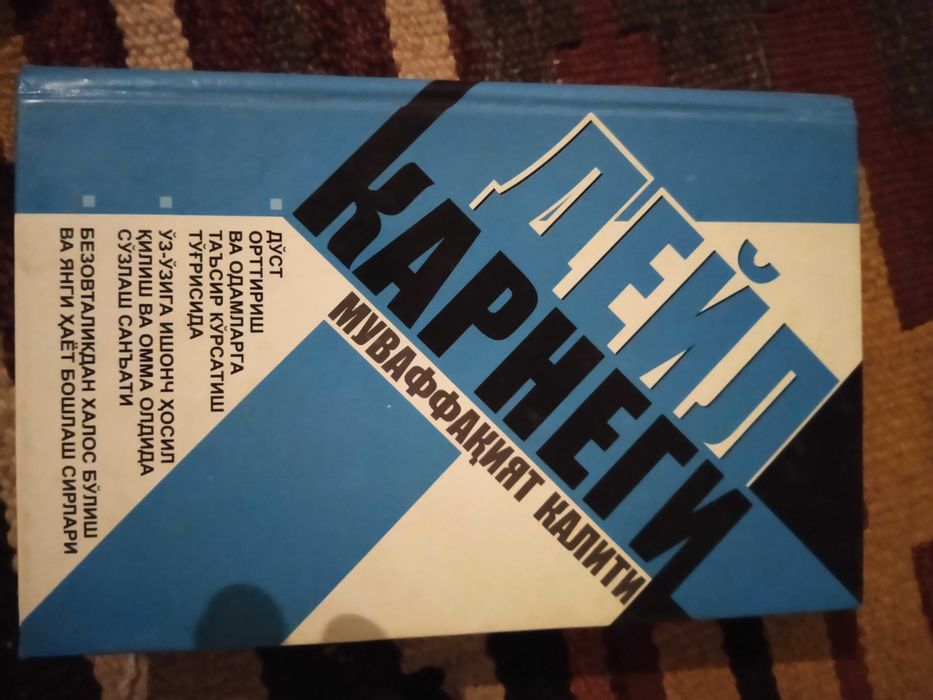 ДЕЙЛ
КАРНЕГИ
МУВАФФАҚИЯТ КАЛИТИ
ДЎСТ
ОРТТИРИШ
ВА ОДАМЛАРГА
ТАЪСИР КЎРСАТИШ
ТЎҒРИСИДА
ЎЗ-ЎЗИГА ИШОНЧ ҲОСИЛ
ҚИЛИШ ВА ОММА ОЛДИДА
СЎЗЛАШ САНЪАТИ
БЕЗОВТАЛИКДАН ХАЛОС БЎЛИШ
ВА ЯНГИ ҲАЁТ БОШЛАШ СИРЛАРИ